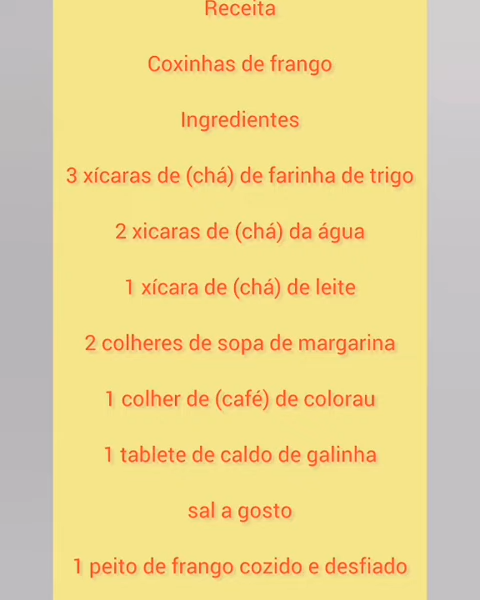 Receita
Coxinhas de frango
Ingredientes
3 xícaras de (chá) de farinha de trigo
2 xicaras de (chá) da água
1 xícara de (chá) de leite
2 colheres de sopa de margarina
1 colher de (café) de colorau
1 tablete de caldo de galinha
sal a gosto
1 peito de frango cozido e desfiado